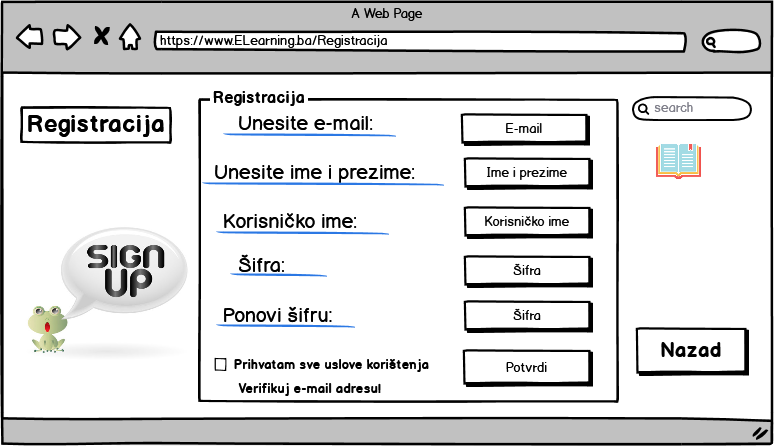 A Web Page
https://www.ELearning.ba/Registracija
Registracija
Registracija
search
Unesite e-mail:
E-mail
Unesite ime i prezime:
Ime i prezime
Korisničko ime:
Korisničko ime
SIGN
UP
Šifra:
Šifra
Ponovi šifru:
Šifra
Nazad
Prihvatam sve uslove korištenja
Potvrdi
Verifikuj e-mail adresu!